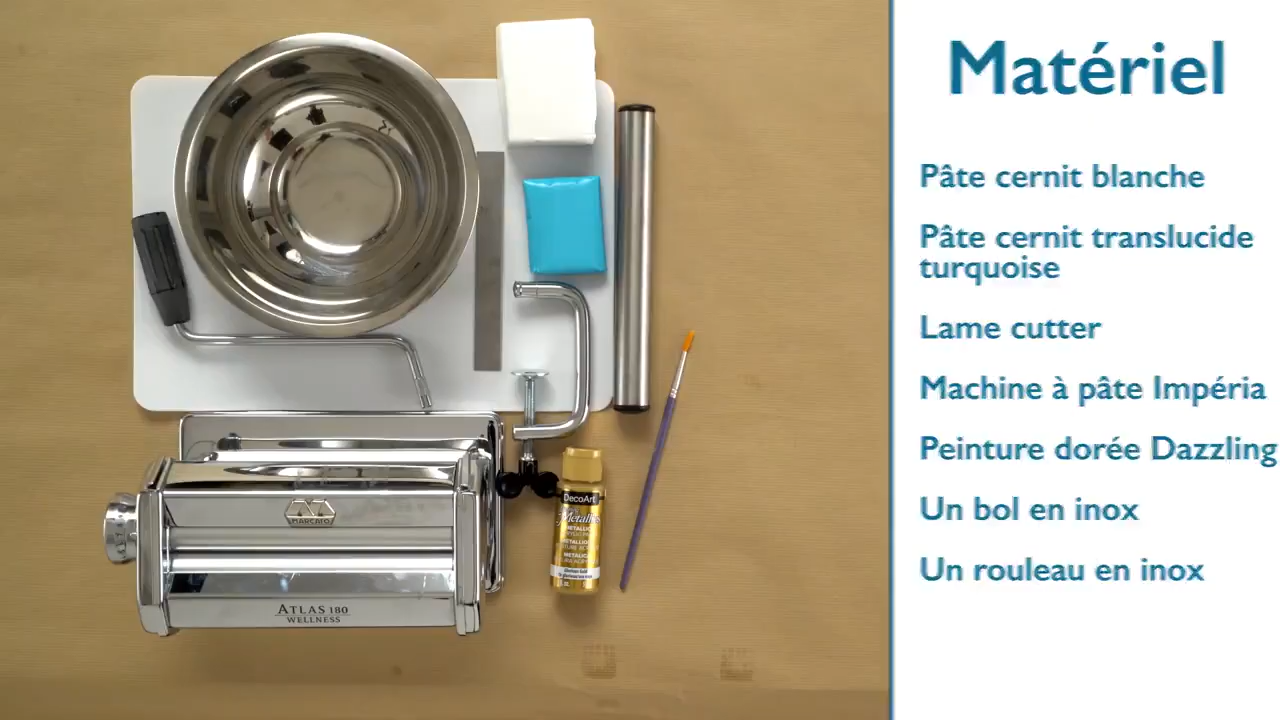 Matériel
Pâte cernit blanche
Pâte cernit translucide
turquoise
Lame cutter
Machine à pâte Impéria
Peinture dorée Dazzling
Un bol en inox
Un rouleau en inox
MARCATO
ATLAS 180
WELLNESS
DecoArt
Metallics